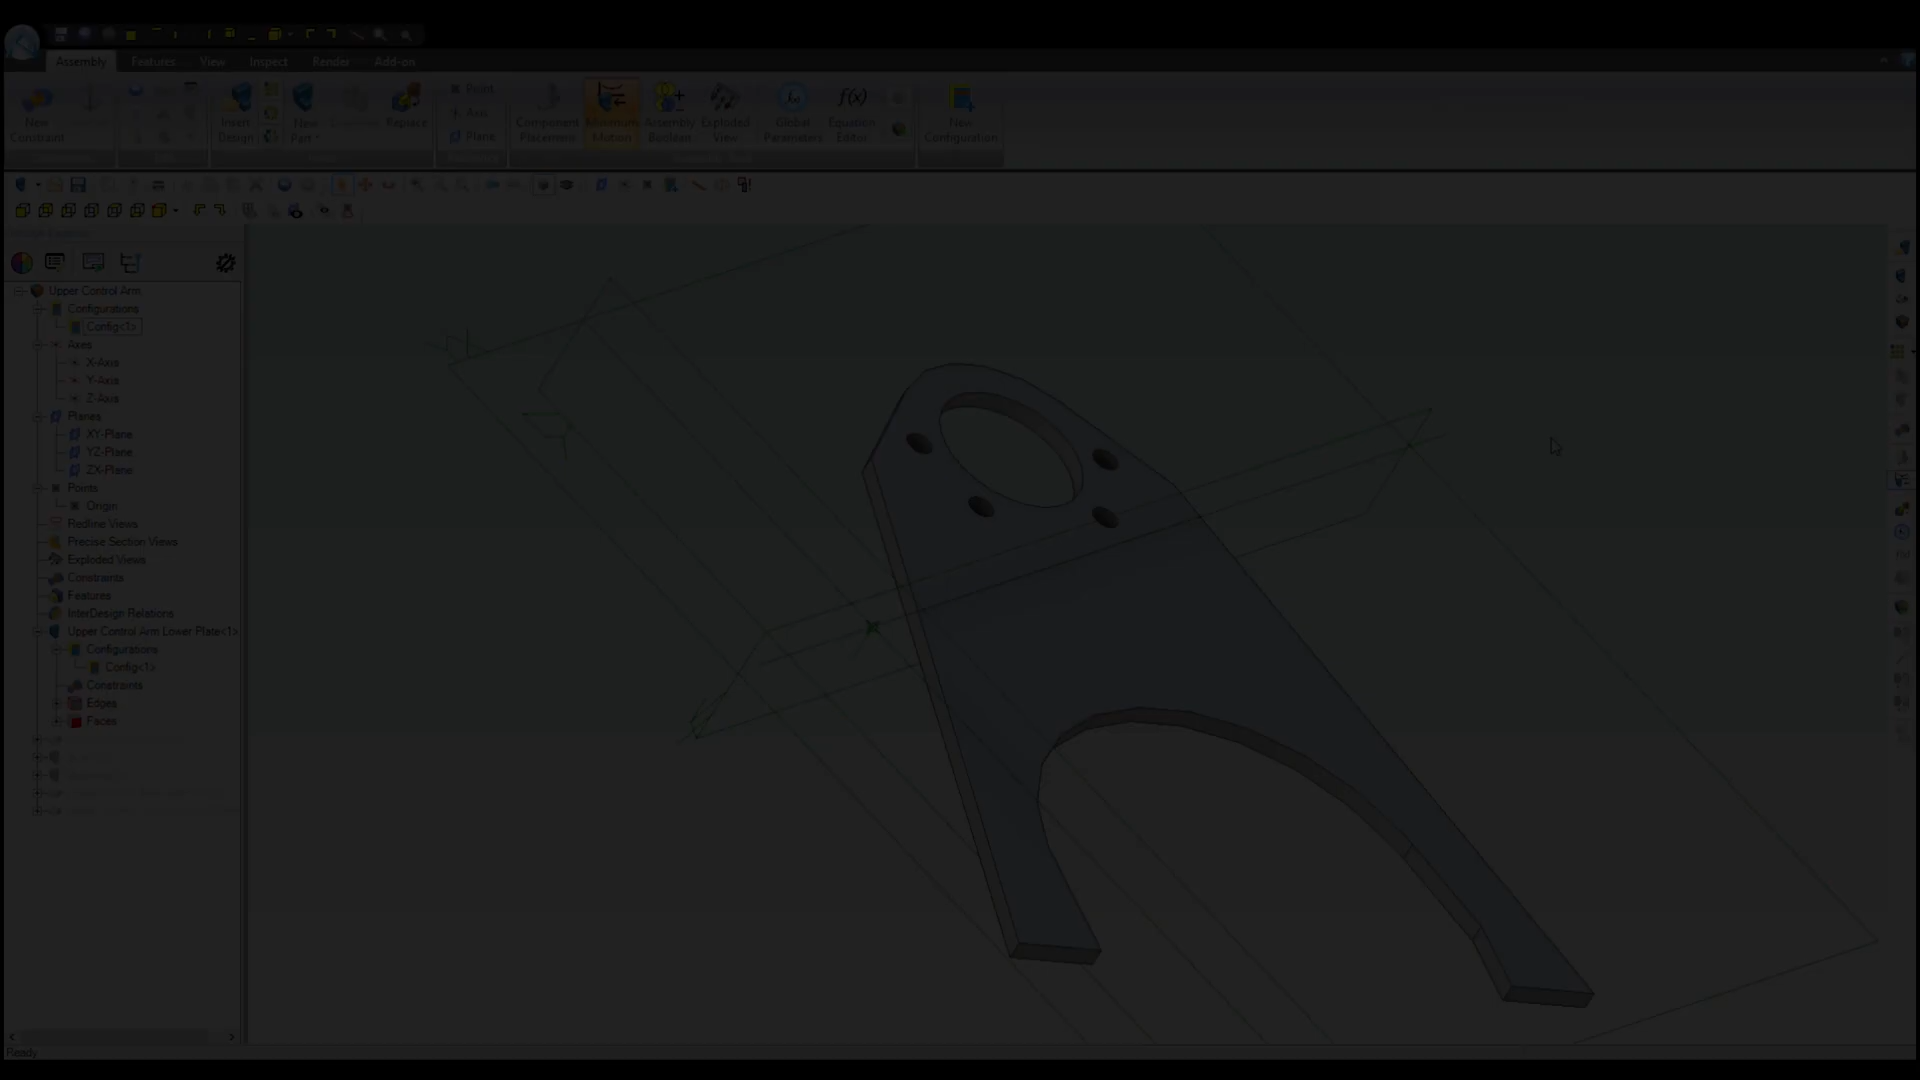 Assembly Features View Inspect Render Add-on
New Constraint
Insert Design
New Part
Replace
Point
Axis
Plane
Component Placement
Minimum Motion
Assembly Boolean
Exploded View
Global Parameters
f(x)
Equation Editor
New Configuration
Upper Control Arm
Configurations
Config<1>
Axes
X-Axis
Y-Axis
Z-Axis
Planes
XY-Plane
YZ-Plane
ZX-Plane
Points
Origin
Redline Views
Precise Section Views
Exploded Views
Constraints
Features
InterDesign Relations
Upper Control Arm Lower Plate<1>
Configurations
Config<1>
Constraints
Edges
Faces
Ready